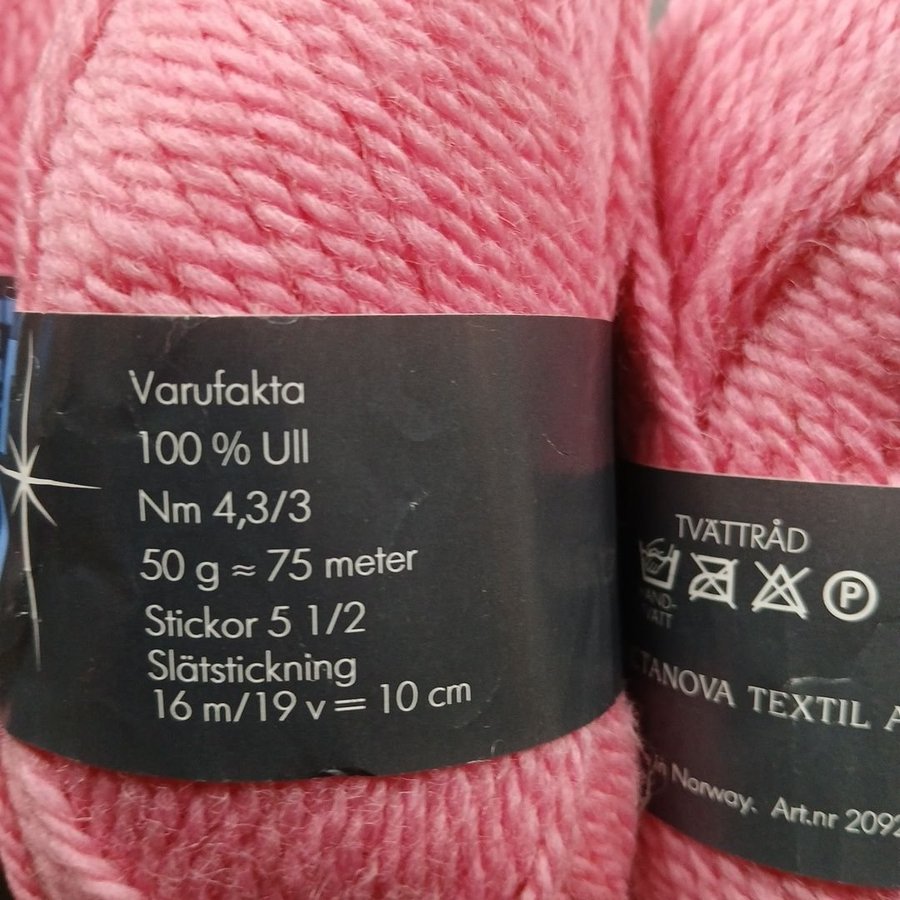 Varufakta
100 % Ull
Nm 4,3/3
50 g ≈ 75 meter
Stickor 5 1/2
Slätstickning
16 m/19 v = 10 cm
TVÄTTRÅD
P
TEXTIL
in Norway. Art.nr 2092